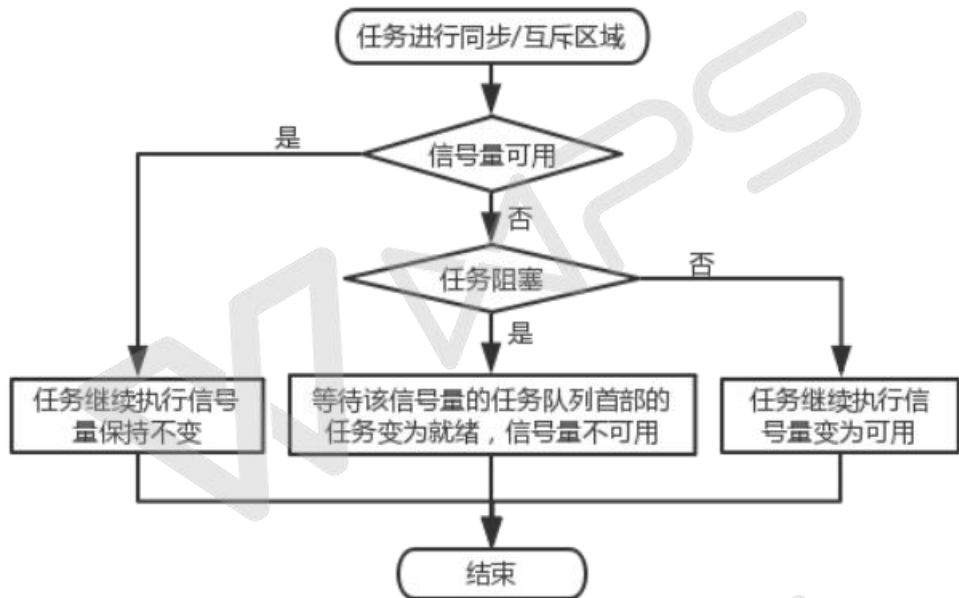 任务进行同步/互斥区域
是
信号量可用
否
任务阻塞
否
是
任务继续执行信号
量保持不变
等待该信号量的任务队列首部的
任务变为就绪，信号量不可用
任务继续执行信
号量变为可用
结束
WPS